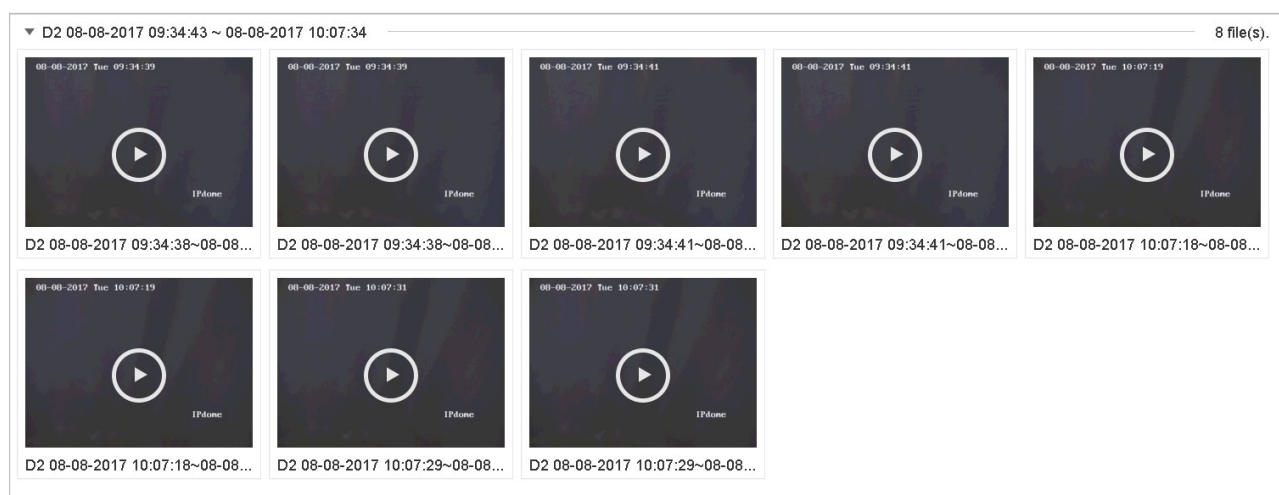 D2 08-08-2017 09:34:43 ~ 08-08-2017 10:07:34 8 file(s).
08-08-2017 Tue 09:34:39
IPdome
D2 08-08-2017 09:34:38~08-08...
08-08-2017 Tue 09:34:39
IPdome
D2 08-08-2017 09:34:38~08-08...
08-08-2017 Tue 09:34:41
IPdome
D2 08-08-2017 09:34:41~08-08...
08-08-2017 Tue 09:34:41
IPdome
D2 08-08-2017 09:34:41~08-08...
08-08-2017 Tue 10:07:19
IPdome
D2 08-08-2017 10:07:18~08-08...
08-08-2017 Tue 10:07:19
IPdome
D2 08-08-2017 10:07:18~08-08...
08-08-2017 Tue 10:07:31
IPdome
D2 08-08-2017 10:07:29~08-08...
08-08-2017 Tue 10:07:31
IPdome
D2 08-08-2017 10:07:29~08-08...